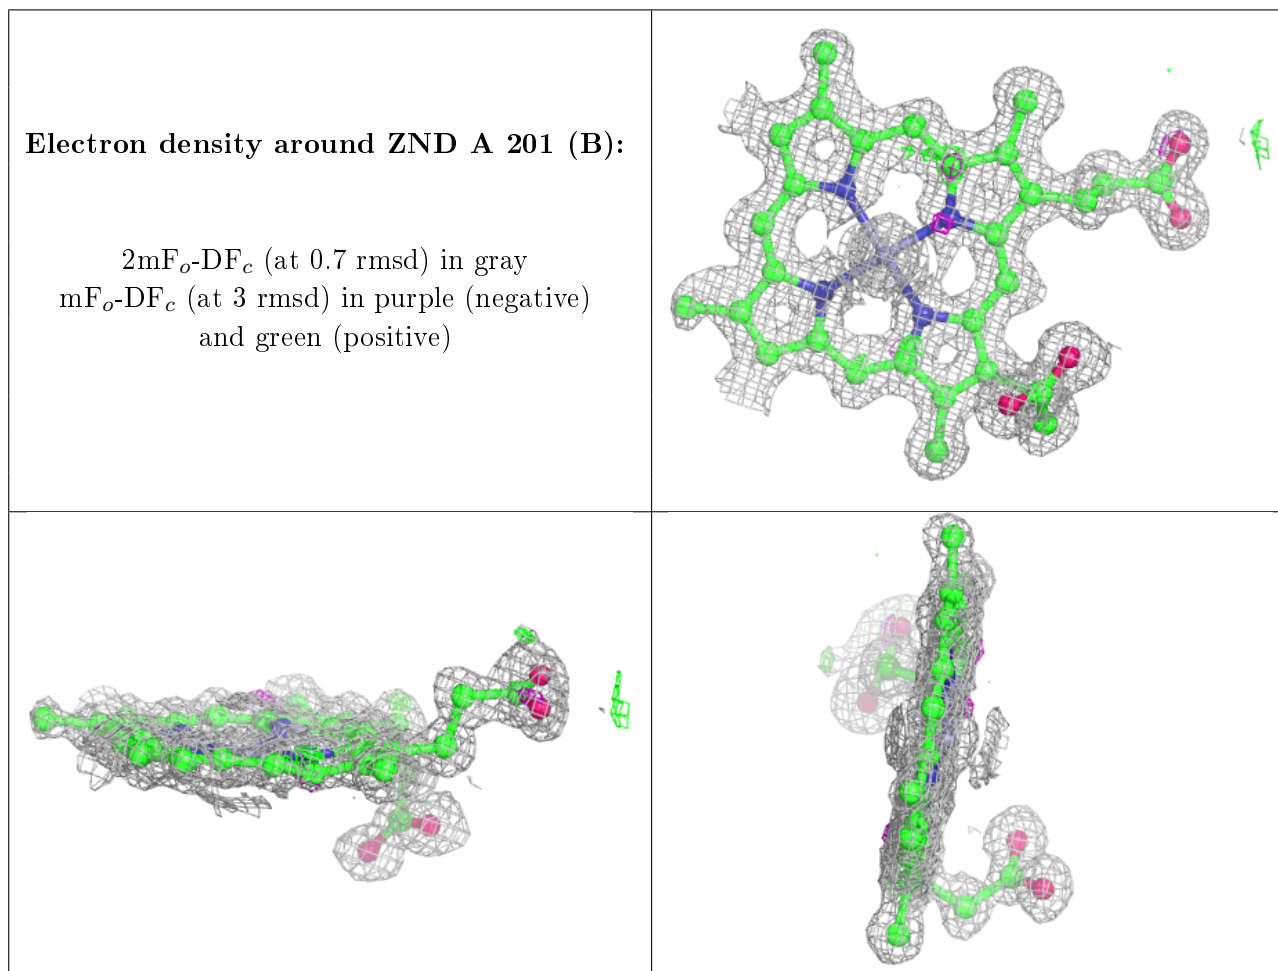 Electron density around ZND A 201 (B):
2mFo-DFc (at 0.7 rmsd) in gray
mFo-DFc (at 3 rmsd) in purple (negative)
and green (positive)